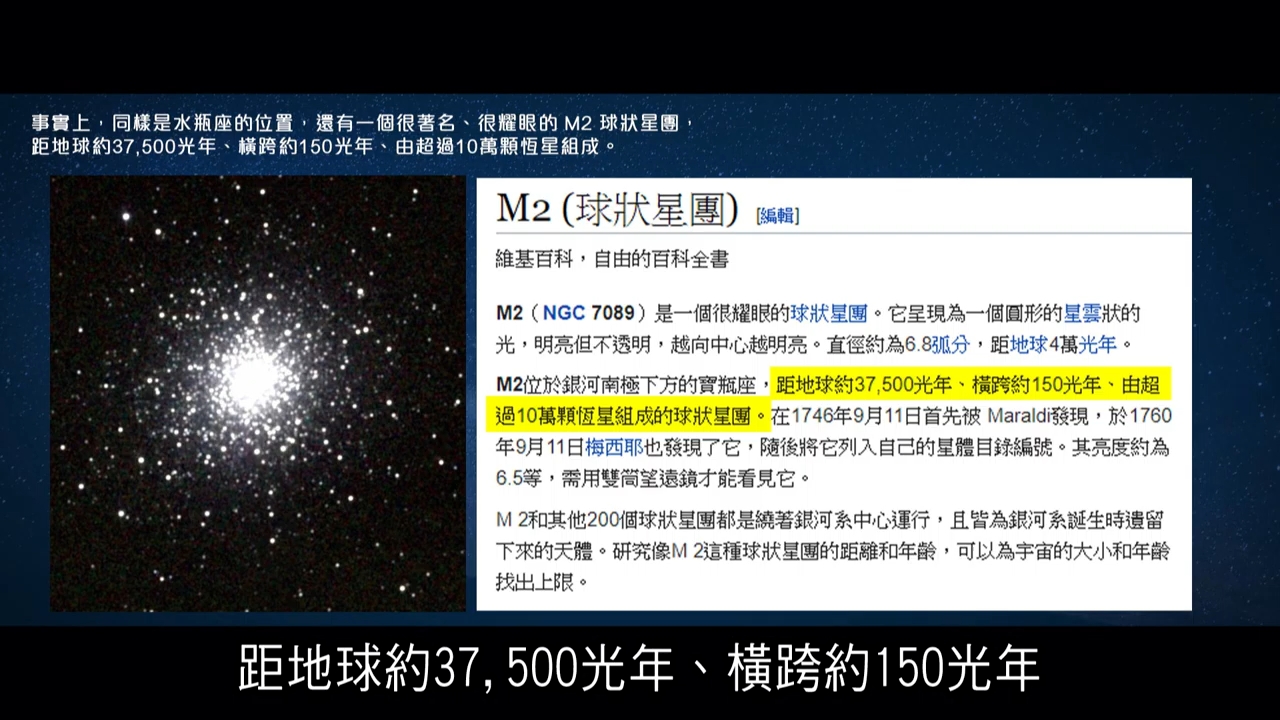 事實上，同樣是水瓶座的位置，還有一個很著名、很耀眼的 M2 球狀星團，
距地球約37,500光年、橫跨約150光年、由超過10萬顆恆星組成。
M2 (球狀星團) [編輯]
維基百科，自由的百科全書
M2（NGC 7089）是一個很耀眼的球狀星團。它呈現為一個圓形的星雲狀的
光，明亮但不透明，越向中心越明亮。直徑約為6.8弧分，距地球4萬光年。
M2位於銀河南極下方的寶瓶座，距地球約37,500光年、橫跨約150光年、由超
過10萬顆恆星組成的球狀星團。在1746年9月11日首先被 Maraldi發現，於1760
年9月11日梅西耶也發現了它，隨後將它列入自己的星體目錄編號。其亮度約為
6.5等，需用雙筒望遠鏡才能看見它。
M 2和其他200個球狀星團都是繞著銀河系中心運行，且皆為銀河系誕生時遺留
下來的天體。研究像M 2這種球狀星團的距離和年齡，可以為宇宙的大小和年齡
找出上限。
距地球約37,500光年、橫跨約150光年